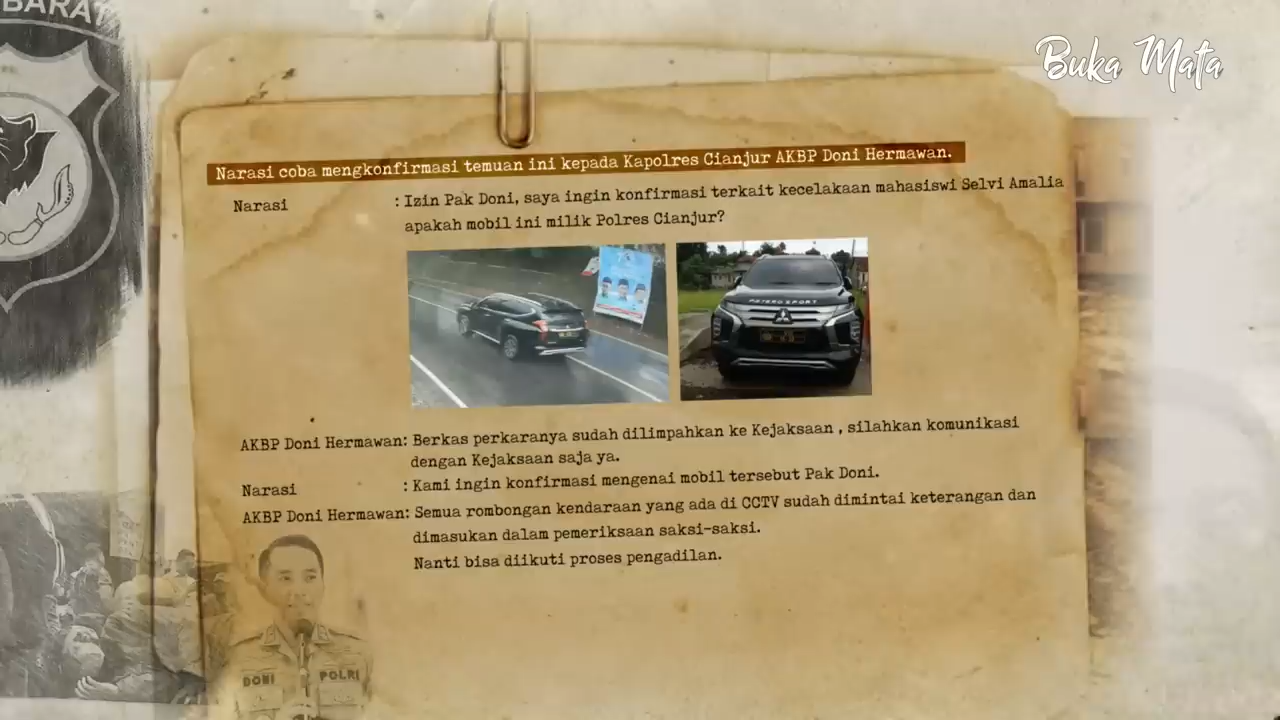 BARAT
Buka Mata
Narasi coba mengkonfirmasi temuan ini kepada Kapolres Cianjur AKBP Doni Hermawan.
Narasi : Izin Pak Doni, saya ingin konfirmasi terkait kecelakaan mahasiswi Selvi Amalia
apakah mobil ini milik Polres Cianjur?
PAJERO SPORT
AKBP Doni Hermawan: Berkas perkaranya sudah dilimpahkan ke Kejaksaan , silahkan komunikasi
dengan Kejaksaan saja ya.
Narasi : Kami ingin konfirmasi mengenai mobil tersebut Pak Doni.
AKBP Doni Hermawan: Semua rombongan kendaraan yang ada di CCTV sudah dimintai keterangan dan
dimasukan dalam pemeriksaan saksi-saksi.
Nanti bisa diikuti proses pengadilan.
DONI POLRI